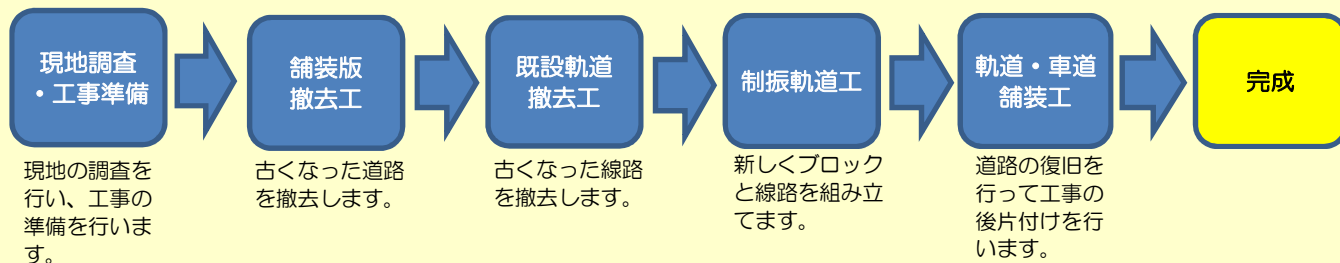 現地調査
・工事準備
舗装版
撤去工
既設軌道
撤去工
制振軌道工
軌道・車道
舗装工
完成
現地の調査を
行い、工事の
準備を行いま
す。
古くなった道路
を撤去します。
古くなった線路
を撤去します。
新しくブロック
と線路を組み立
てます。
道路の復旧を
行って工事の
後片付けを行
います。